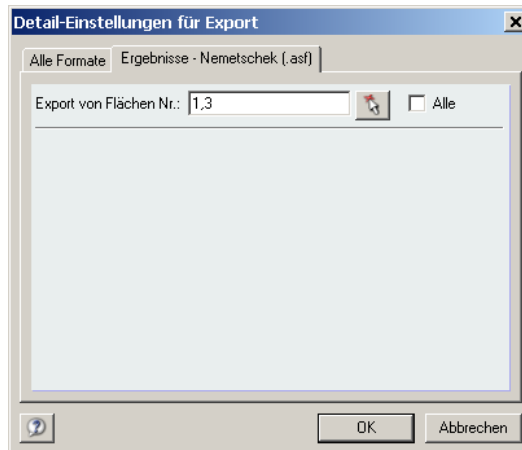 Detail-Einstellungen für Export
Alle Formate Ergebnisse - Nemetschek (.asf)
Export von Flächen Nr.: 1,3 Alle
OK Abbrechen